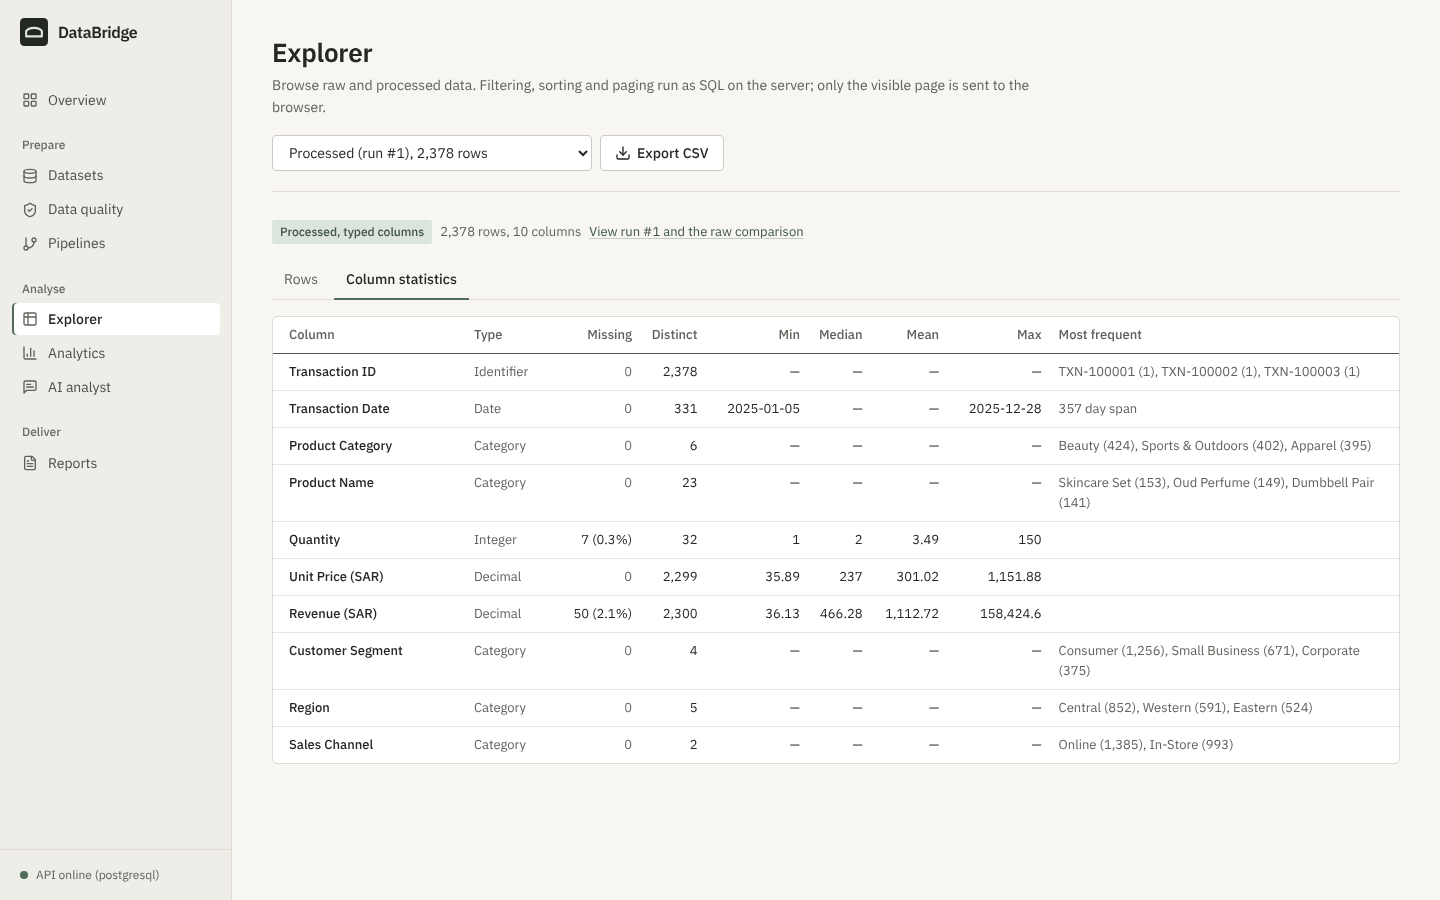 DataBridge
Overview
Prepare
Datasets
Data quality
Pipelines
Analyse
Explorer
Analytics
AI analyst
Deliver
Reports
API online (postgresql)
Explorer
Browse raw and processed data. Filtering, sorting and paging run as SQL on the server; only the visible page is sent to the
browser.
Processed (run #1), 2,378 rows
Export CSV
Processed, typed columns 2,378 rows, 10 columns View run #1 and the raw comparison
Rows Column statistics
Column Type Missing Distinct Min Median Mean Max Most frequent
Transaction ID Identifier 0 2,378 — — — — TXN-100001 (1), TXN-100002 (1), TXN-100003 (1)
Transaction Date Date 0 331 2025-01-05 — — 2025-12-28 357 day span
Product Category Category 0 6 — — — — Beauty (424), Sports & Outdoors (402), Apparel (395)
Product Name Category 0 23 — — — — Skincare Set (153), Oud Perfume (149), Dumbbell Pair
(141)
Quantity Integer 7 (0.3%) 32 1 2 3.49 150
Unit Price (SAR) Decimal 0 2,299 35.89 237 301.02 1,151.88
Revenue (SAR) Decimal 50 (2.1%) 2,300 36.13 466.28 1,112.72 158,424.6
Customer Segment Category 0 4 — — — — Consumer (1,256), Small Business (671), Corporate
(375)
Region Category 0 5 — — — — Central (852), Western (591), Eastern (524)
Sales Channel Category 0 2 — — — — Online (1,385), In-Store (993)